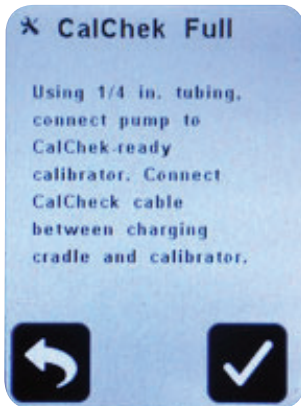 CalChek Full
Using 1/4 in. tubing,
connect pump to
CalChek-ready
calibrator. Connect
CalCheck cable
between charging
cradle and calibrator.